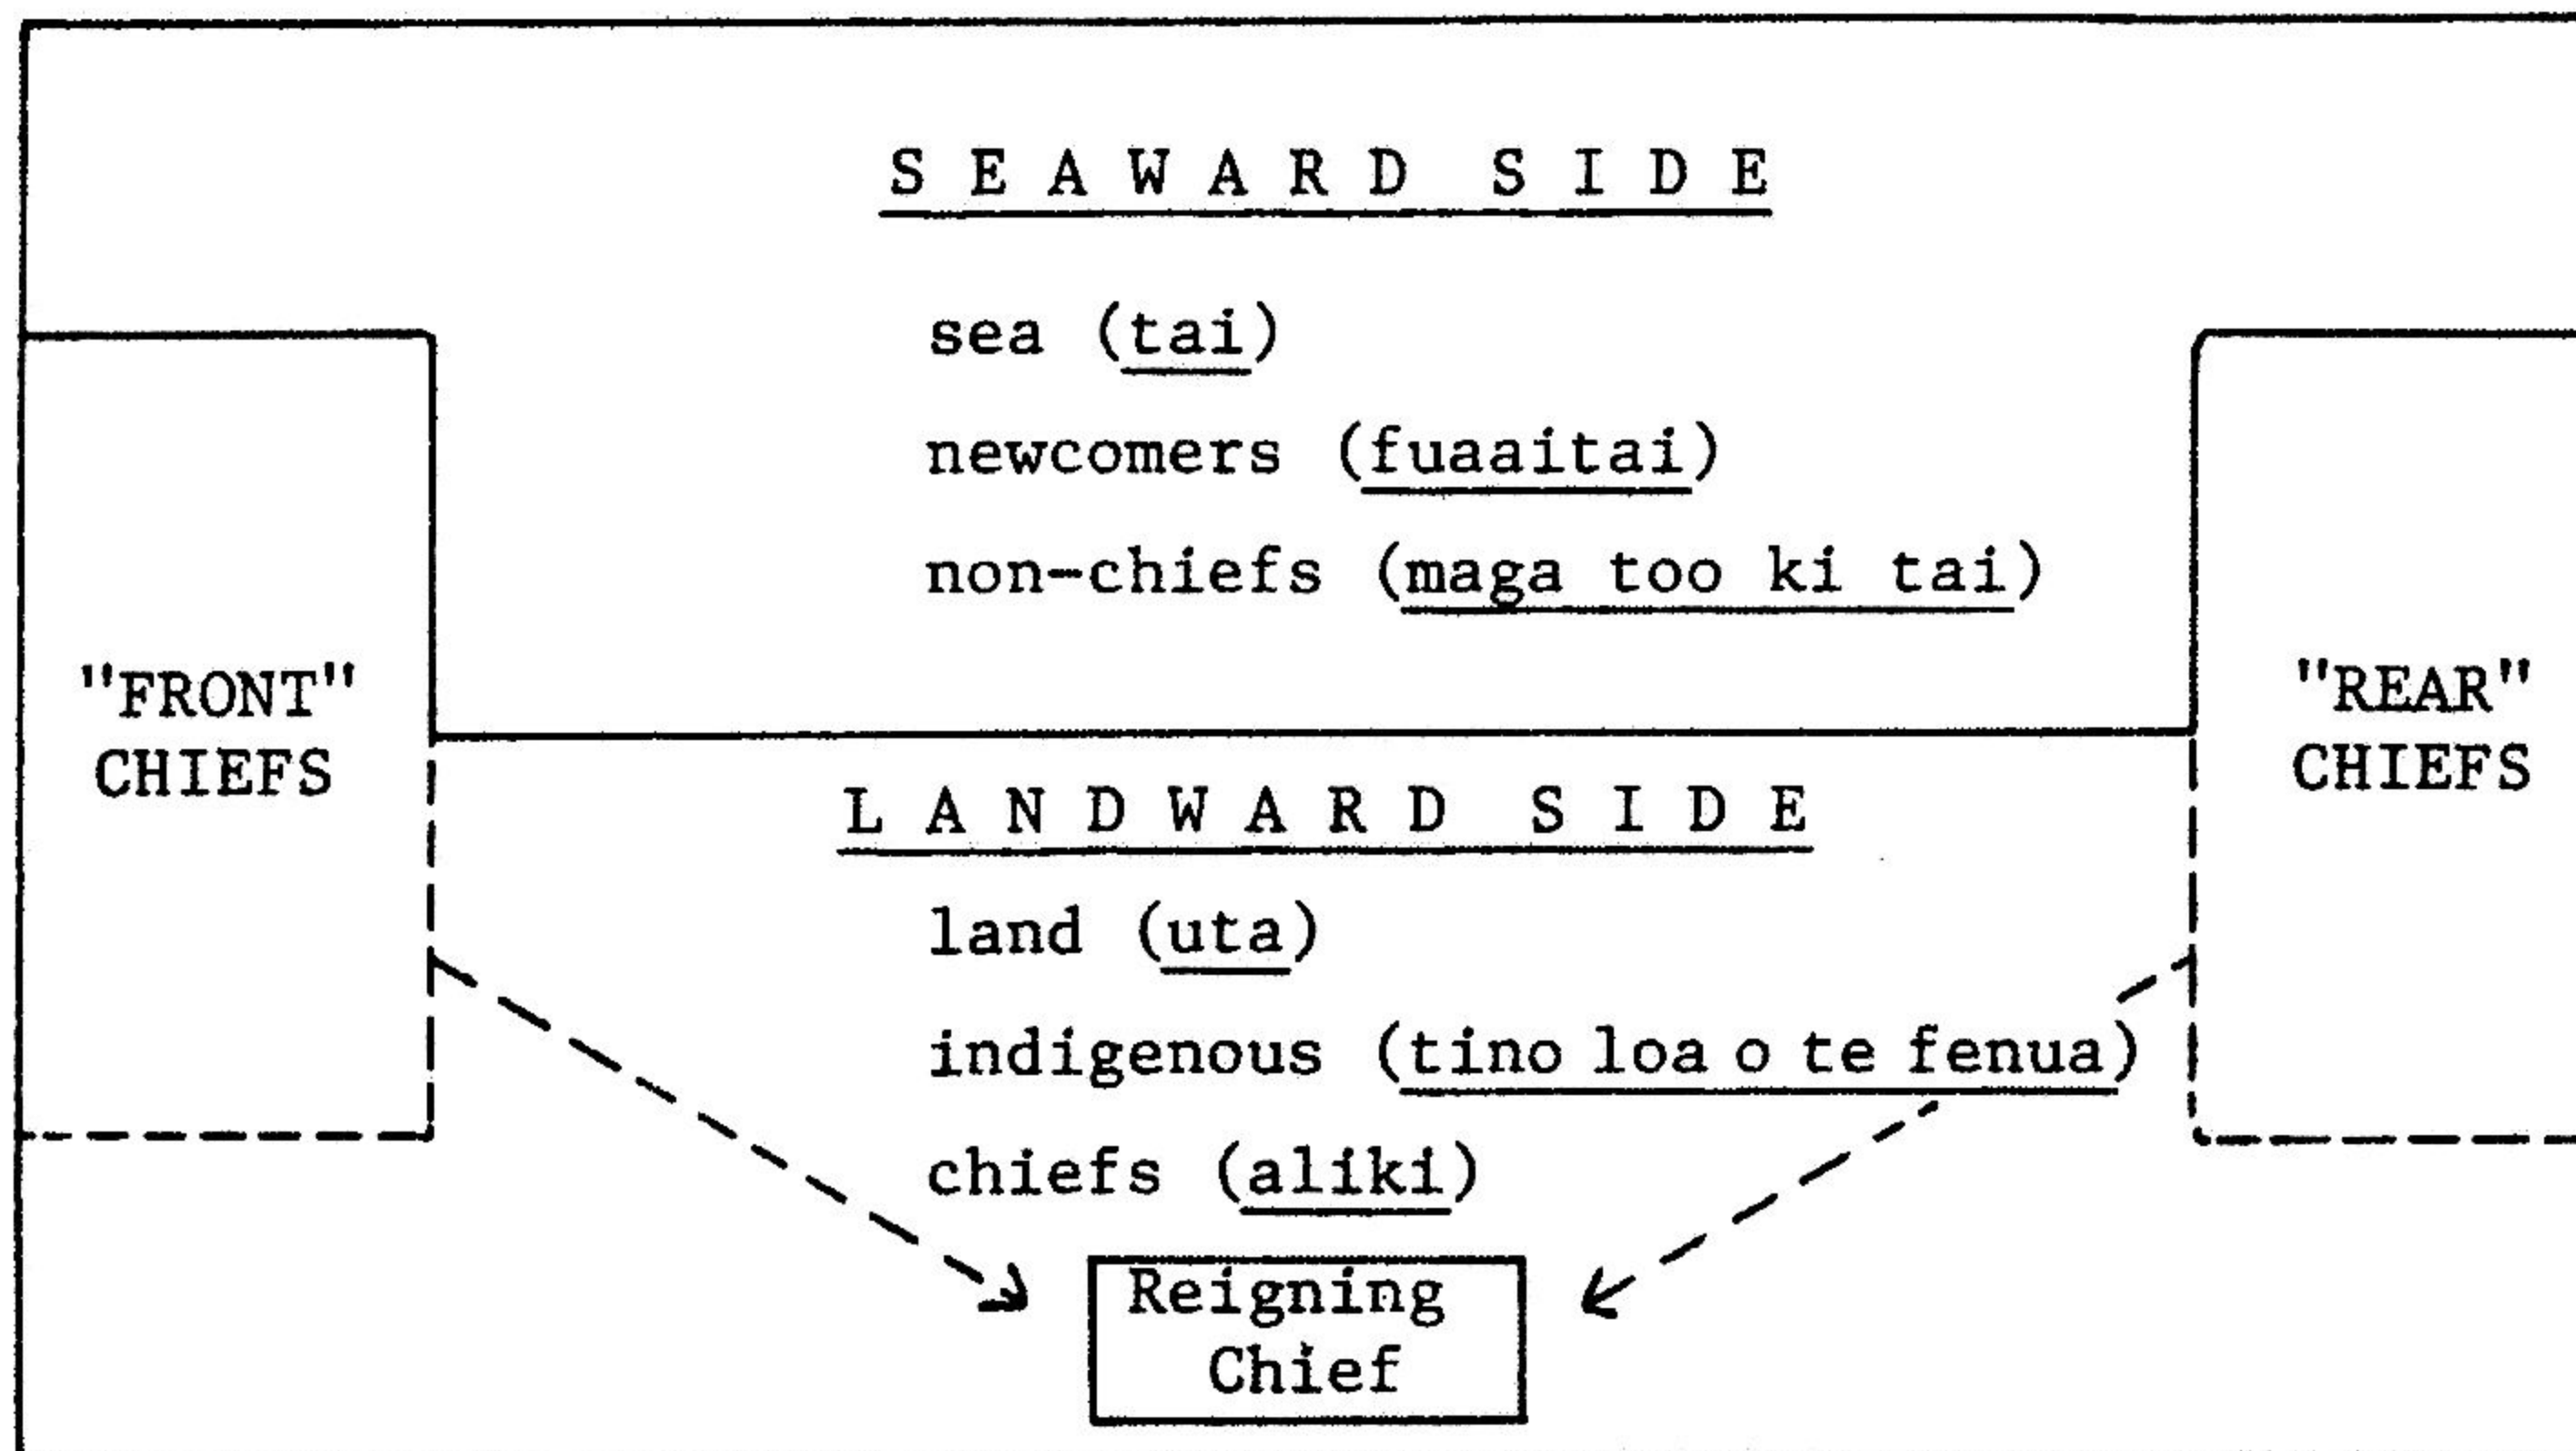 S E A W A R D S I D E
sea (tai)
newcomers (fuaaitai)
non-chiefs (maga too ki tai)
"FRONT"
CHIEFS
"REAR"
CHIEFS
L A N D W A R D S I D E
land (uta)
indigenous (tino loa o te fenua)
chiefs (aliki)
Reigning
Chief